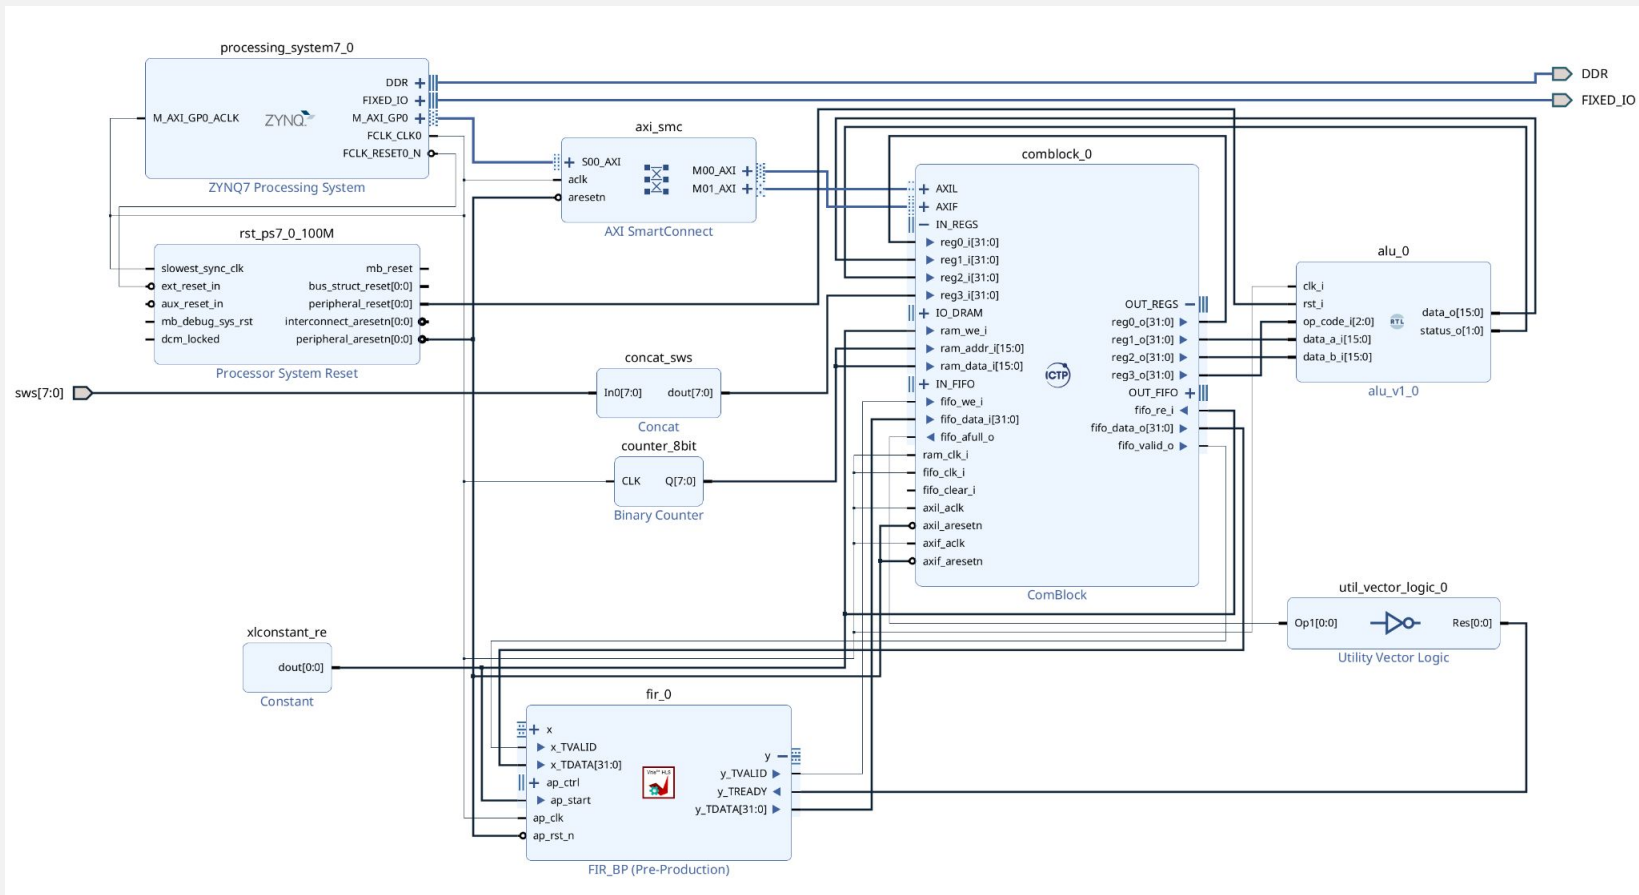 processing_system7_0
DDR
FIXED_IO
M_AXI_GP0_ACLK
ZYNQ
M_AXI_GP0
FCLK_CLK0
FCLK_RESET0_N
ZYNQ7 Processing System
DDR
FIXED_IO
axi_smc
S00_AXI
aclk
aresetn
M00_AXI
M01_AXI
AXI SmartConnect
rst_ps7_0_100M
slowest_sync_clk
ext_reset_in
aux_reset_in
mb_debug_sys_rst
dcm_locked
mb_reset
bus_struct_reset[0:0]
peripheral_reset[0:0]
interconnect_aresetn[0:0]
peripheral_aresetn[0:0]
Processor System Reset
sws[7:0]
concat_sws
In0[7:0]
dout[7:0]
Concat
counter_8bit
CLK
Q[7:0]
Binary Counter
comblock_0
AXIL
AXIF
IN_REGS
reg0_i[31:0]
reg1_i[31:0]
reg2_i[31:0]
reg3_i[31:0]
IO_DRAM
ram_we_i
ram_addr_i[15:0]
ram_data_i[15:0]
IN_FIFO
fifo_we_i
fifo_data_i[31:0]
fifo_afull_o
ram_clk_i
fifo_clk_i
fifo_clear_i
axil_aclk
axil_aresetn
axif_aclk
axif_aresetn
ICTP
OUT_REGS
reg0_o[31:0]
reg1_o[31:0]
reg2_o[31:0]
reg3_o[31:0]
OUT_FIFO
fifo_re_i
fifo_data_o[31:0]
fifo_valid_o
ComBlock
alu_0
clk_i
rst_i
op_code_i[2:0]
data_a_i[15:0]
data_b_i[15:0]
RTL
data_o[15:0]
status_o[1:0]
alu_v1_0
util_vector_logic_0
Op1[0:0]
Res[0:0]
Utility Vector Logic
xlconstant_re
dout[0:0]
Constant
fir_0
x
x_TVALID
x_TDATA[31:0]
ap_ctrl
ap_start
ap_clk
ap_rst_n
Vitis HLS
y
y_TVALID
y_TREADY
y_TDATA[31:0]
FIR_BP (Pre-Production)